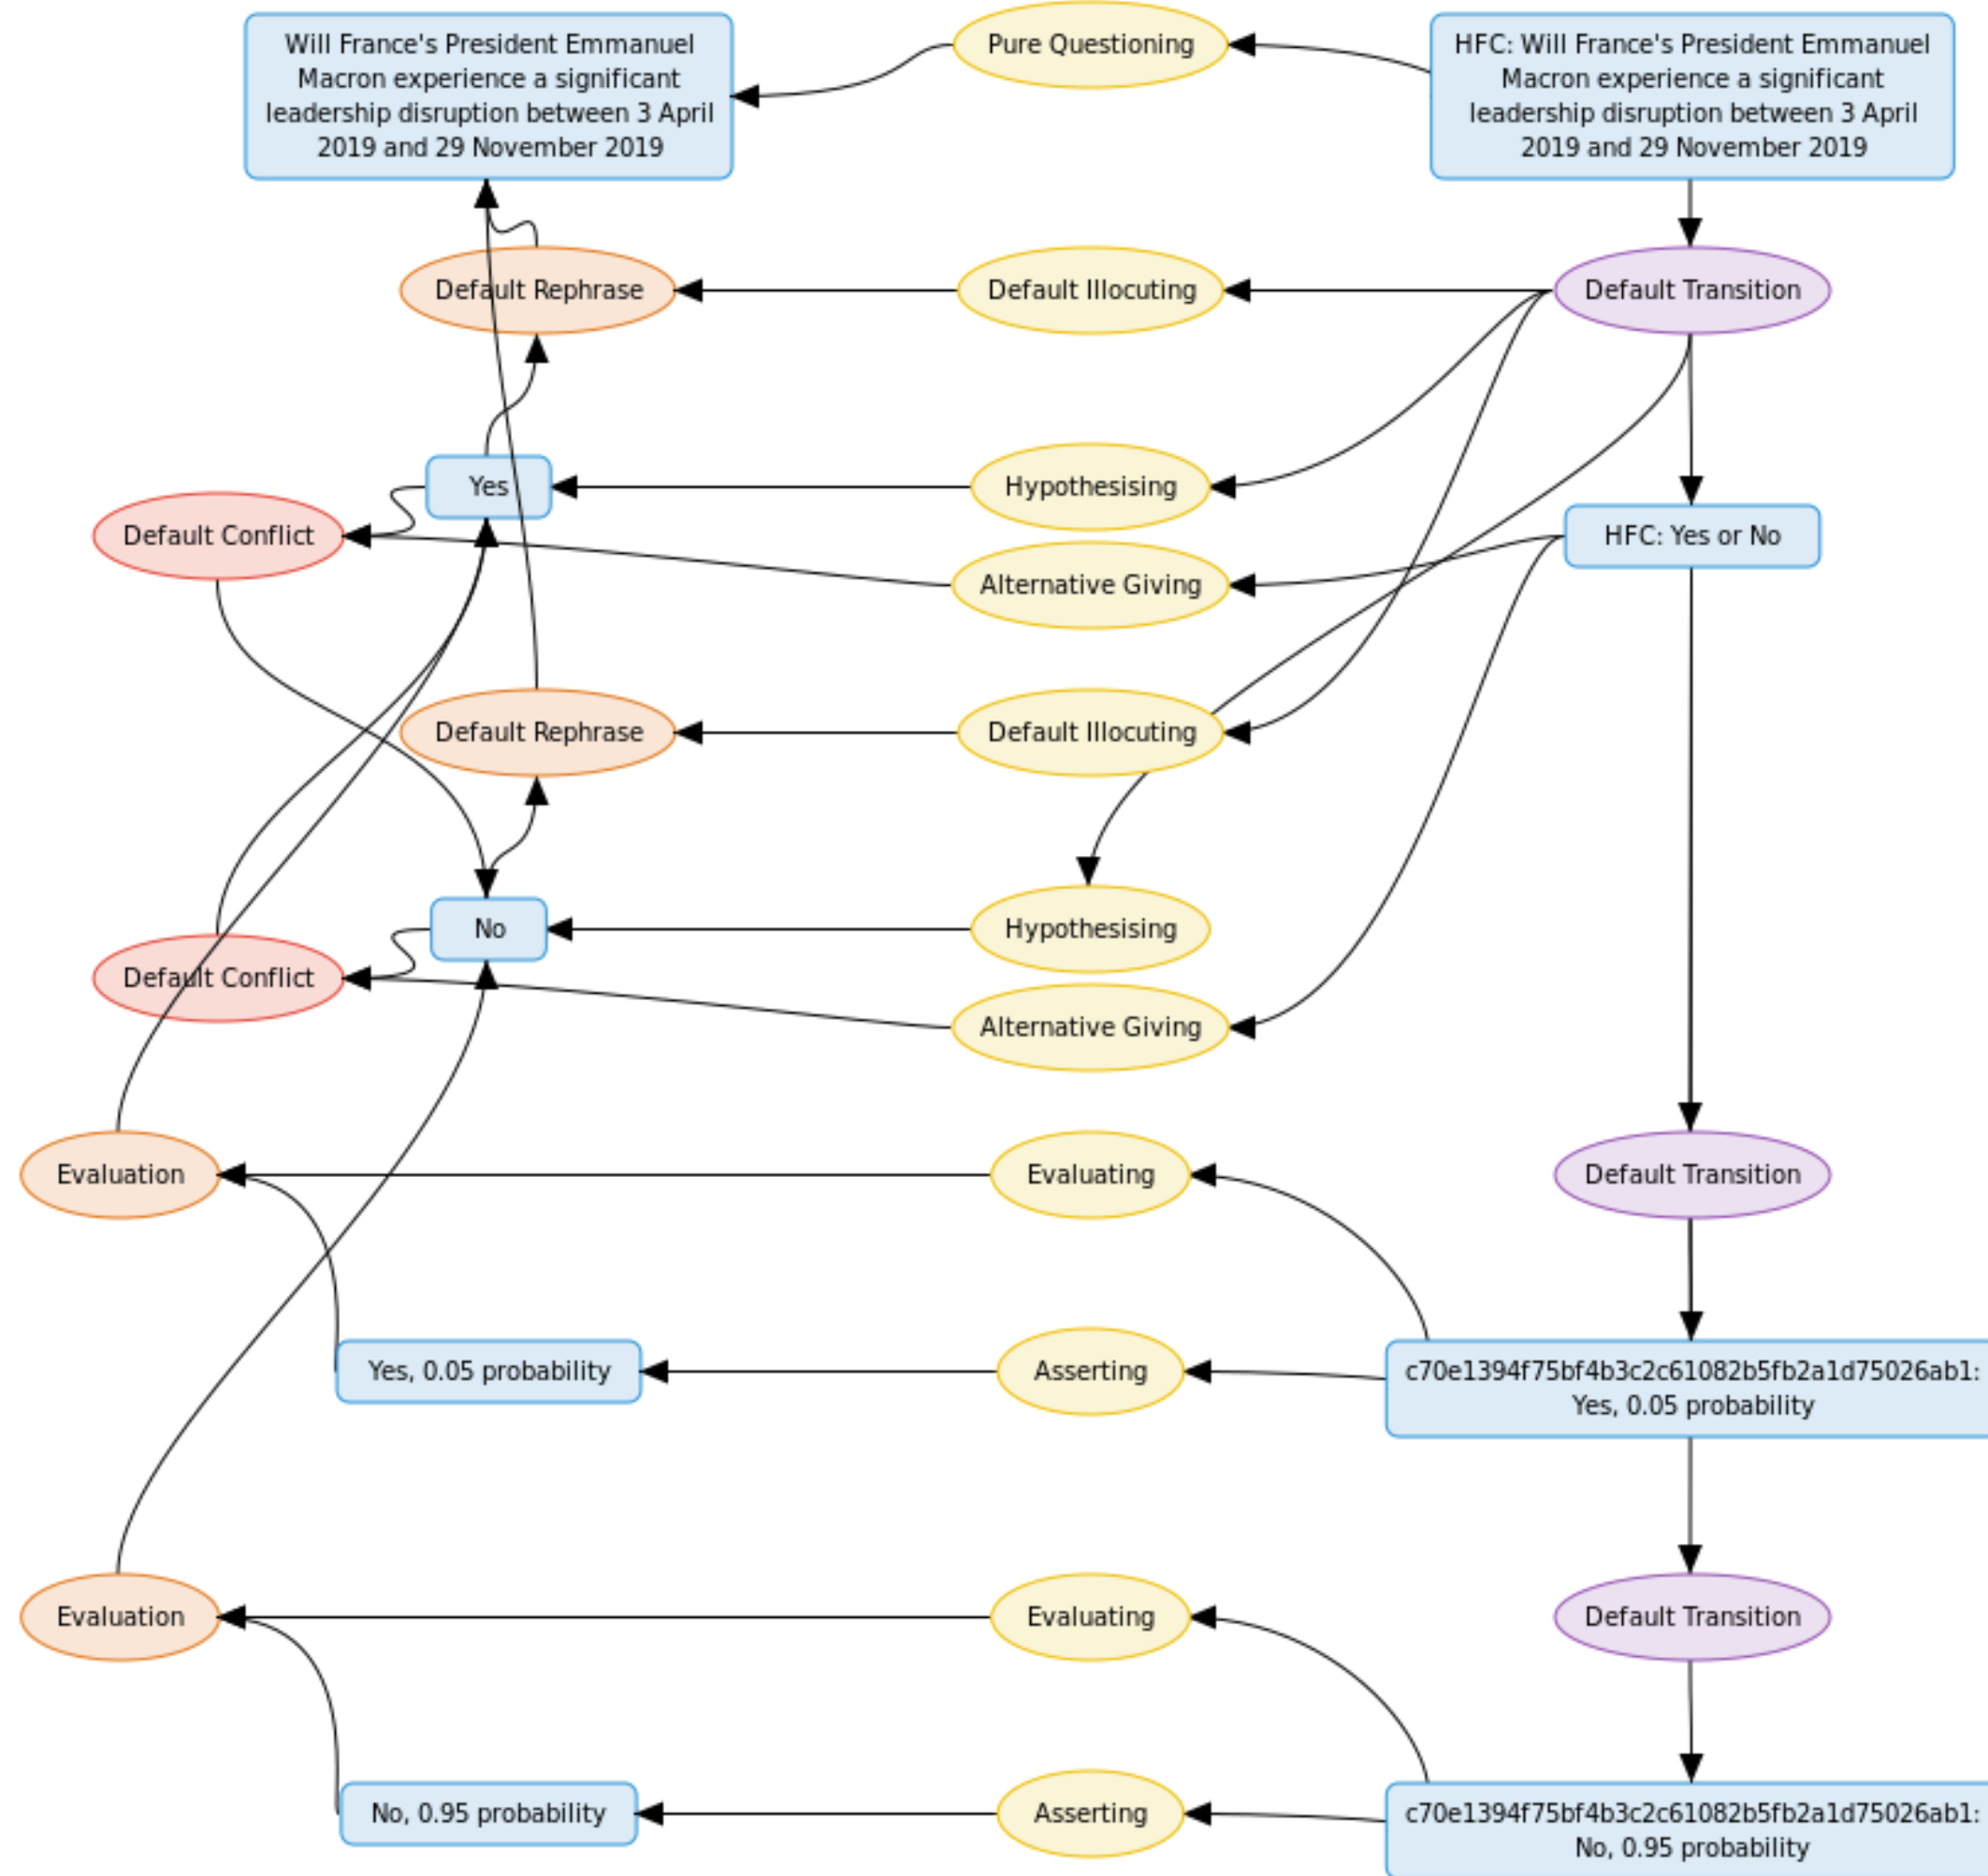 Will France's President Emmanuel
Macron experience a significant
leadership disruption between 3 April
2019 and 29 November 2019
Pure Questioning
HFC: Will France's President Emmanuel
Macron experience a significant
leadership disruption between 3 April
2019 and 29 November 2019
Default Rephrase
Default Illocuting
Default Transition
Yes
Hypothesising
Default Conflict
HFC: Yes or No
Alternative Giving
Default Rephrase
Default Illocuting
No
Hypothesising
Default Conflict
Alternative Giving
Evaluation
Evaluating
Default Transition
Yes, 0.05 probability
Asserting
c70e1394f75bf4b3c2c61082b5fb2a1d75026ab1:
Yes, 0.05 probability
Evaluation
Evaluating
Default Transition
No, 0.95 probability
Asserting
c70e1394f75bf4b3c2c61082b5fb2a1d75026ab1:
No, 0.95 probability